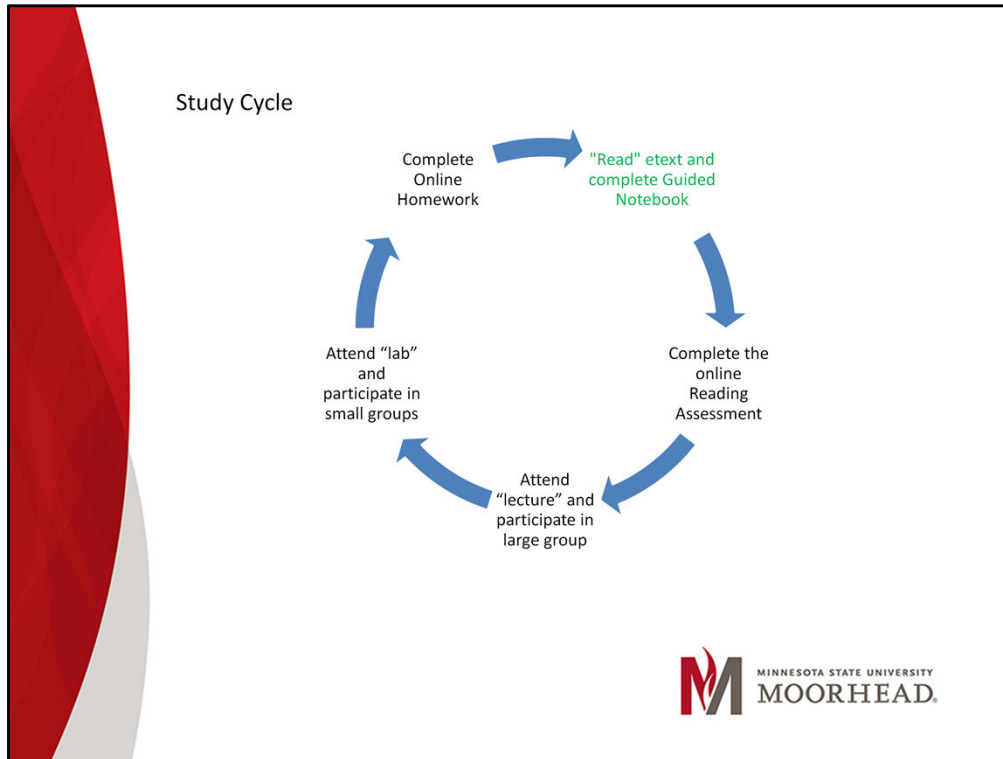 Study Cycle
Complete
Online
Homework
"Read" etext and
complete Guided
Notebook
Complete the
online
Reading
Assessment
Attend
“lecture” and
participate in
large group
Attend “lab”
and
participate in
small groups
MINNESOTA STATE UNIVERSITY
MOORHEAD®